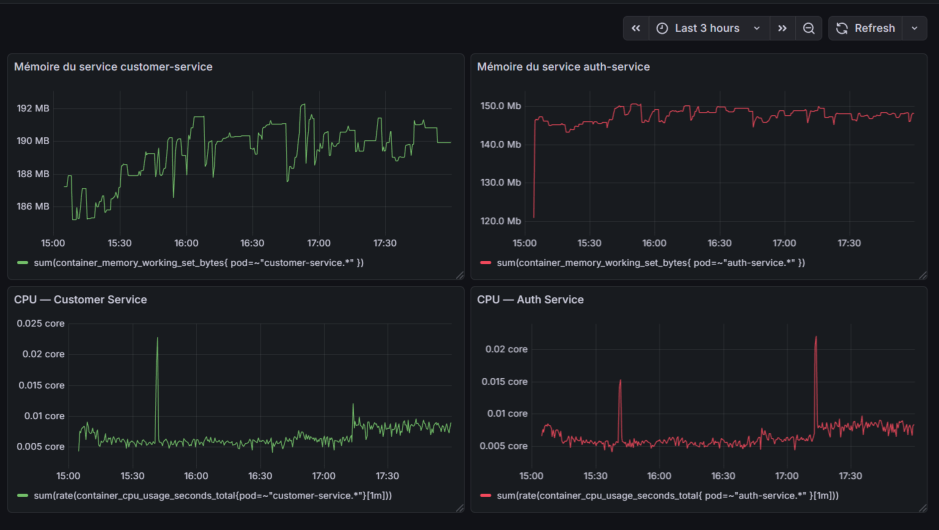 Last 3 hours
Refresh
Mémoire du service customer-service
192 MB
190 MB
188 MB
186 MB
15:00 15:30 16:00 16:30 17:00 17:30
sum(container_memory_working_set_bytes{ pod=~"customer-service.*" })
Mémoire du service auth-service
150.0 Mb
140.0 Mb
130.0 Mb
120.0 Mb
15:00 15:30 16:00 16:30 17:00 17:30
sum(container_memory_working_set_bytes{ pod=~"auth-service.*" })
CPU — Customer Service
0.025 core
0.02 core
0.015 core
0.01 core
0.005 core
15:00 15:30 16:00 16:30 17:00 17:30
sum(rate(container_cpu_usage_seconds_total{pod=~"customer-service.*"}[1m]))
CPU — Auth Service
0.02 core
0.015 core
0.01 core
0.005 core
15:00 15:30 16:00 16:30 17:00 17:30
sum(rate(container_cpu_usage_seconds_total{ pod=~"auth-service.*" }[1m]))